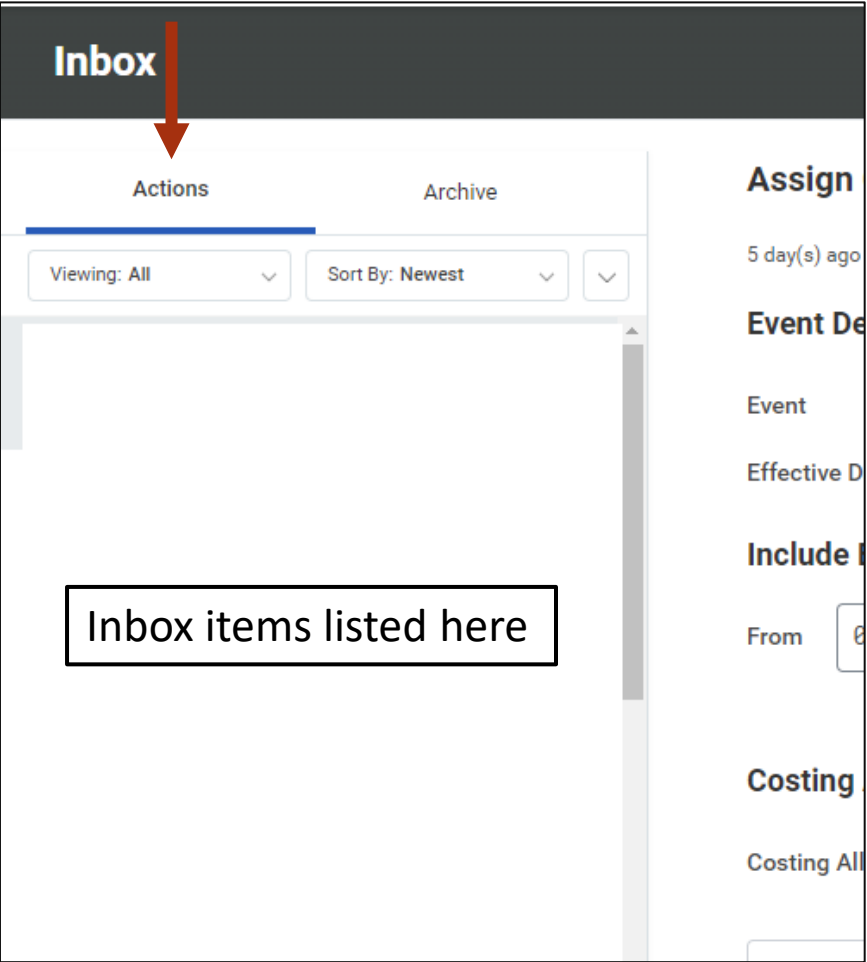 Inbox
Actions
Archive
Viewing: All
Sort By: Newest
Inbox items listed here
Assign
5 day(s) ago
Event De
Event
Effective D
Include
From
Costing
Costing All